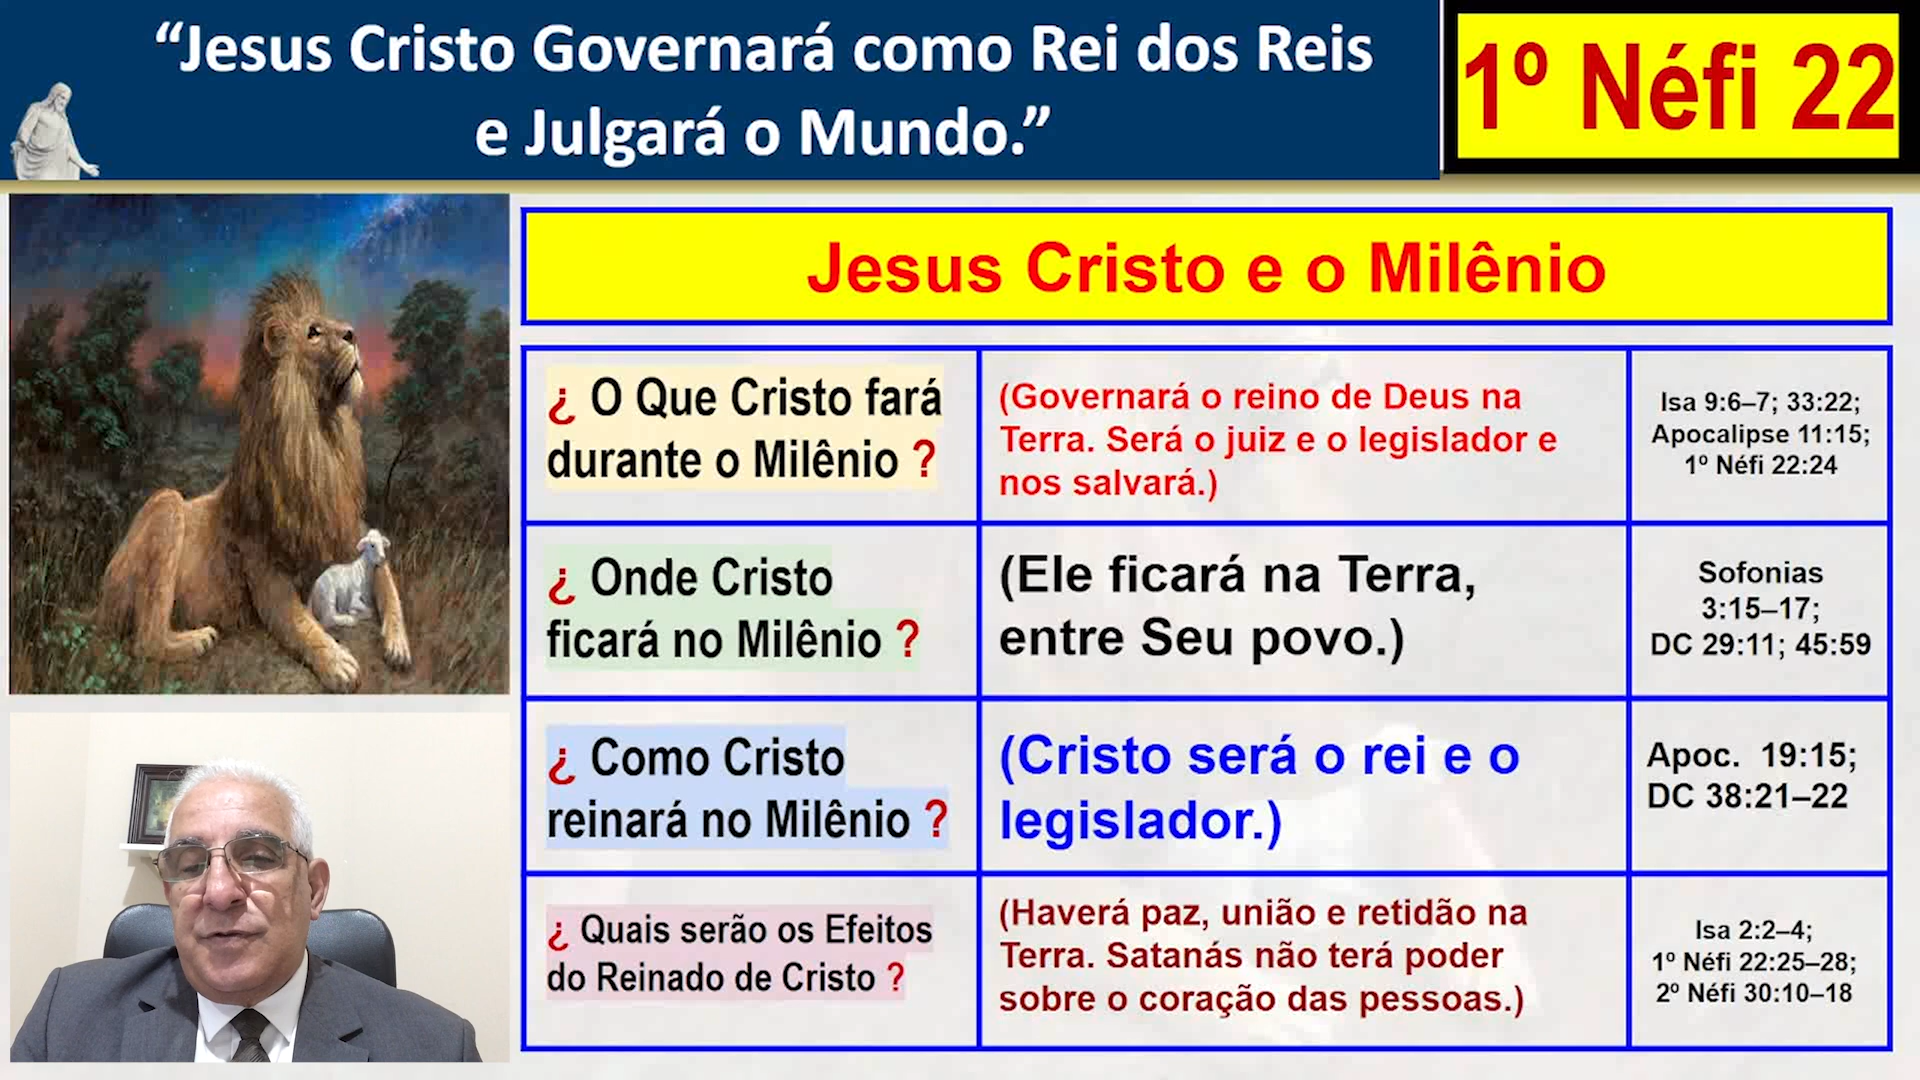 “Jesus Cristo Governará como Rei dos Reis
e Julgará o Mundo.”
1º Néfi 22
Jesus Cristo e o Milênio
¿ O Que Cristo fará
durante o Milênio ?
(Governará o reino de Deus na
Terra. Será o juiz e o legislador e
nos salvará.)
Isa 9:6–7; 33:22;
Apocalipse 11:15;
1º Néfi 22:24
¿ Onde Cristo
ficará no Milênio ?
(Ele ficará na Terra,
entre Seu povo.)
Sofonias
3:15–17;
DC 29:11; 45:59
¿ Como Cristo
reinará no Milênio ?
(Cristo será o rei e o
legislador.)
Apoc. 19:15;
DC 38:21–22
¿ Quais serão os Efeitos
do Reinado de Cristo ?
(Haverá paz, união e retidão na
Terra. Satanás não terá poder
sobre o coração das pessoas.)
Isa 2:2–4;
1º Néfi 22:25–28;
2º Néfi 30:10–18